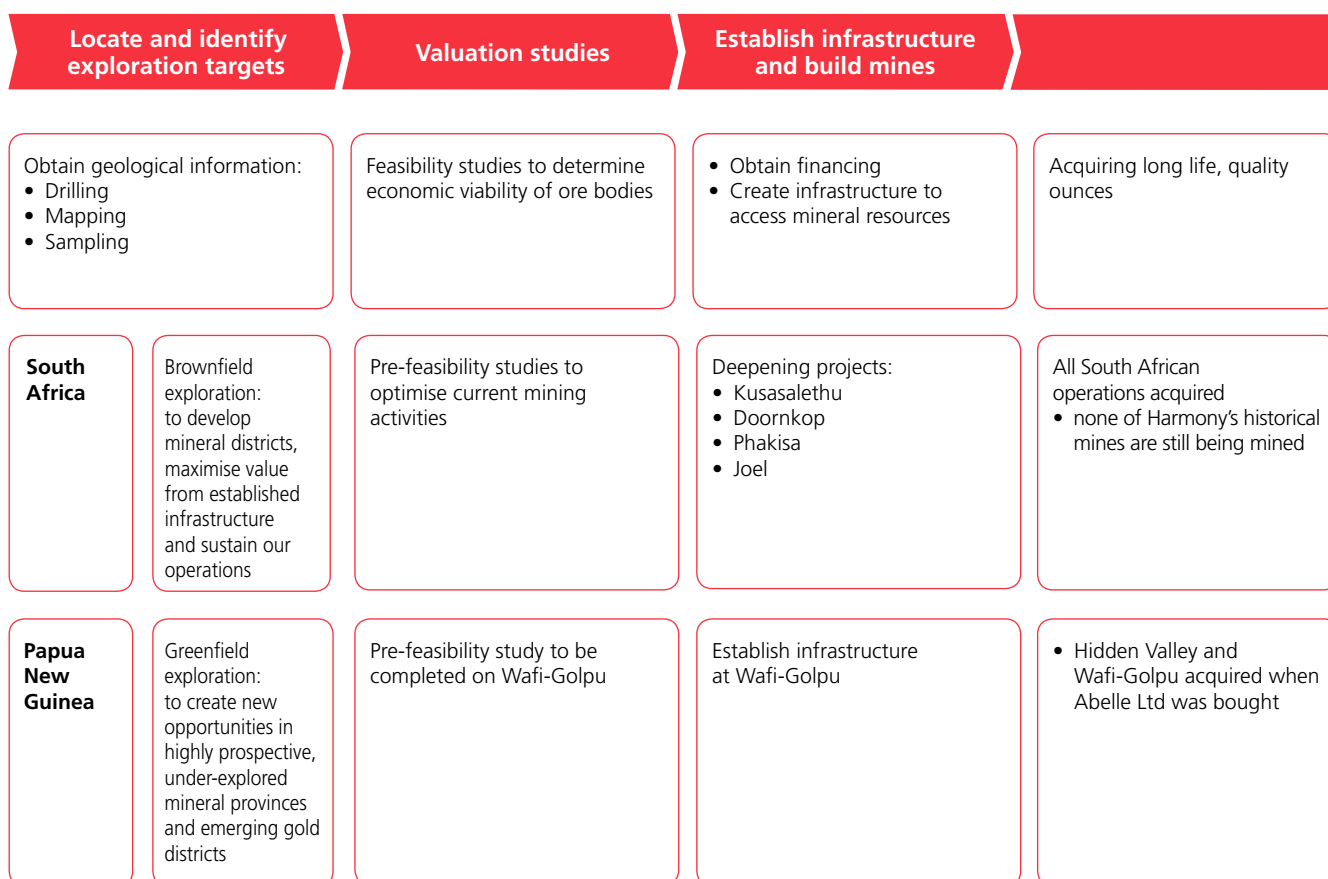 Locate and identify
exploration targets
Valuation studies
Establish infrastructure
and build mines
Obtain geological information:
• Drilling
• Mapping
• Sampling
Feasibility studies to determine
economic viability of ore bodies
• Obtain financing
• Create infrastructure to
access mineral resources
Acquiring long life, quality
ounces
South
Africa
Brownfield
exploration:
to develop
mineral districts,
maximise value
from established
infrastructure
and sustain our
operations
Pre-feasibility studies to
optimise current mining
activities
Deepening projects:
• Kusasalethu
• Doornkop
• Phakisa
• Joel
All South African
operations acquired
• none of Harmony's historical
mines are still being mined
Papua
New
Guinea
Greenfield
exploration:
to create new
opportunities in
highly prospective,
under-explored
mineral provinces
and emerging gold
districts
Pre-feasibility study to be
completed on Wafi-Golpu
Establish infrastructure
at Wafi-Golpu
• Hidden Valley and
Wafi-Golpu acquired when
Abelle Ltd was bought